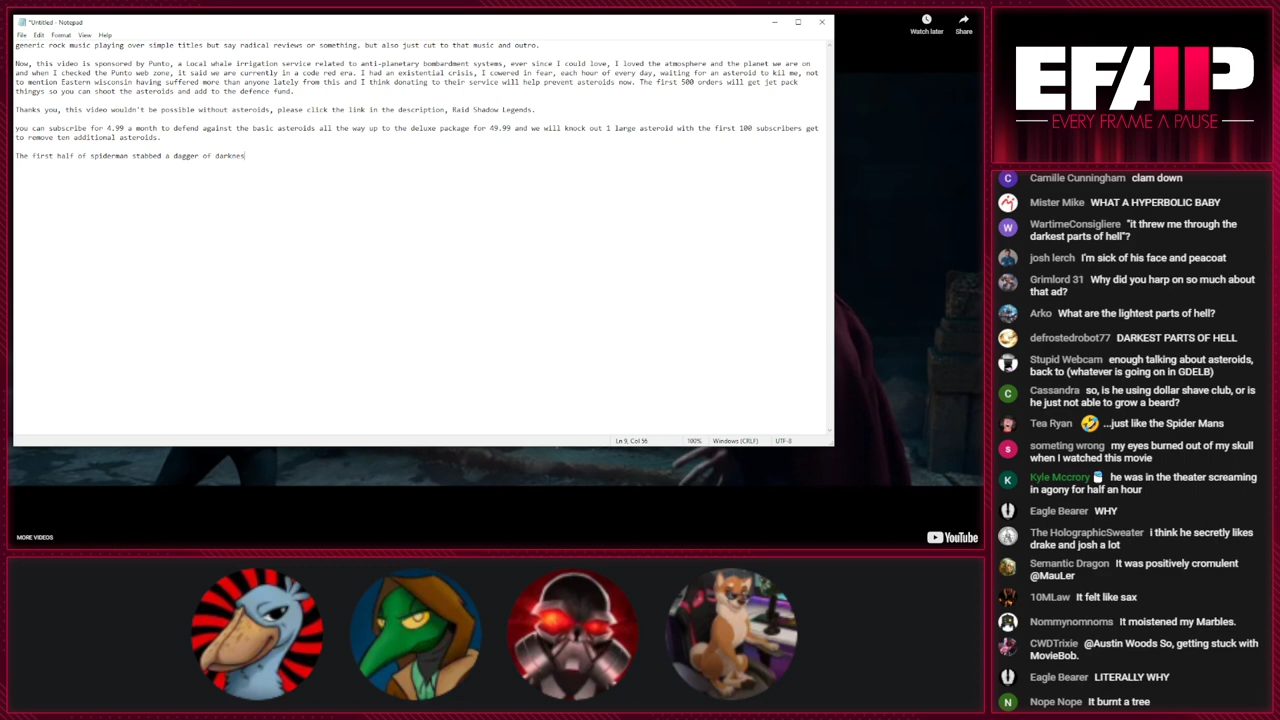 *Untitled - Notepad
File Edit Format View Help
generic rock music playing over simple titles but say radical reviews or something. but also just cut to that music and outro.
Now, this video is sponsored by Punto, a Local whale irrigation service related to anti-planetary bombardment systems, ever since I could love, I loved the atmosphere and the planet we are on
and when I checked the Punto web zone, it said we are currently in a code red era. I had an existential crisis, I cowered in fear, each hour of every day, waiting for an asteroid to kil me, not
to mention Eastern wisconsin having suffered more than anyone lately from this and I think donating to their service will help prevent asteroids now. The first 500 orders will get jet pack
thingys so you can shoot the asteroids and add to the defence fund.
Thanks you, this video wouldn't be possible without asteroids, please click the link in the description, Raid Shadow Legends.
you can subscribe for 4.99 a month to defend against the basic asteroids all the way up to the deluxe package for 49.99 and we will knock out 1 large asteroid with the first 100 subscribers get
to remove ten additional asteroids.
The first half of spiderman stabbed a dagger of darknes
Ln 9, Col 56 100% Windows (CRLF) UTF-8
Watch later Share
MORE VIDEOS
YouTube
EFAP
EVERY FRAME A PAUSE
C Camille Cunningham clam down
Mister Mike WHAT A HYPERBOLIC BABY
W WartimeConsigliere "it threw me through the
darkest parts of hell"?
josh lerch I'm sick of his face and peacoat
Grimlord 31 Why did you harp on so much about
that ad?
Arko What are the lightest parts of hell?
defrostedrobot77 DARKEST PARTS OF HELL
Stupid Webcam enough talking about asteroids,
back to (whatever is going on in GDELB)
C Cassandra so, is he using dollar shave club, or is
he just not able to grow a beard?
Tea Ryan 🤣 ...just like the Spider Mans
s someting wrong my eyes burned out of my skull
when I watched this movie
K Kyle Mccrory he was in the theater screaming
in agony for half an hour
Eagle Bearer WHY
The HolographicSweater i think he secretly likes
drake and josh a lot
Semantic Dragon It was positively cromulent
@MauLer
10MLaw It felt like sax
Nommynomnoms It moistened my Marbles.
CWDTrixie @Austin Woods So, getting stuck with
MovieBob.
Eagle Bearer LITERALLY WHY
N Nope Nope It burnt a tree